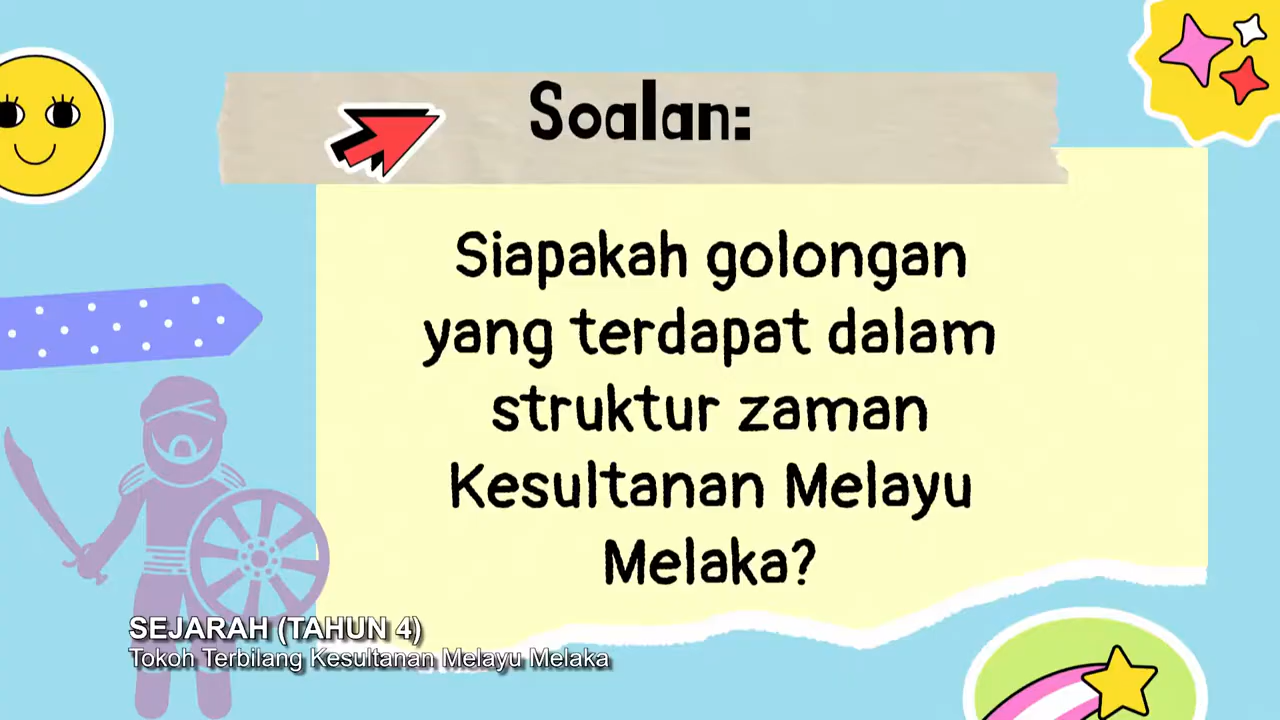 Soalan:
Siapakah golongan
yang terdapat dalam
struktur zaman
Kesultanan Melayu
Melaka?
SEJARAH (TAHUN 4)
Tokoh Terbilang Kesultanan Melayu Melaka